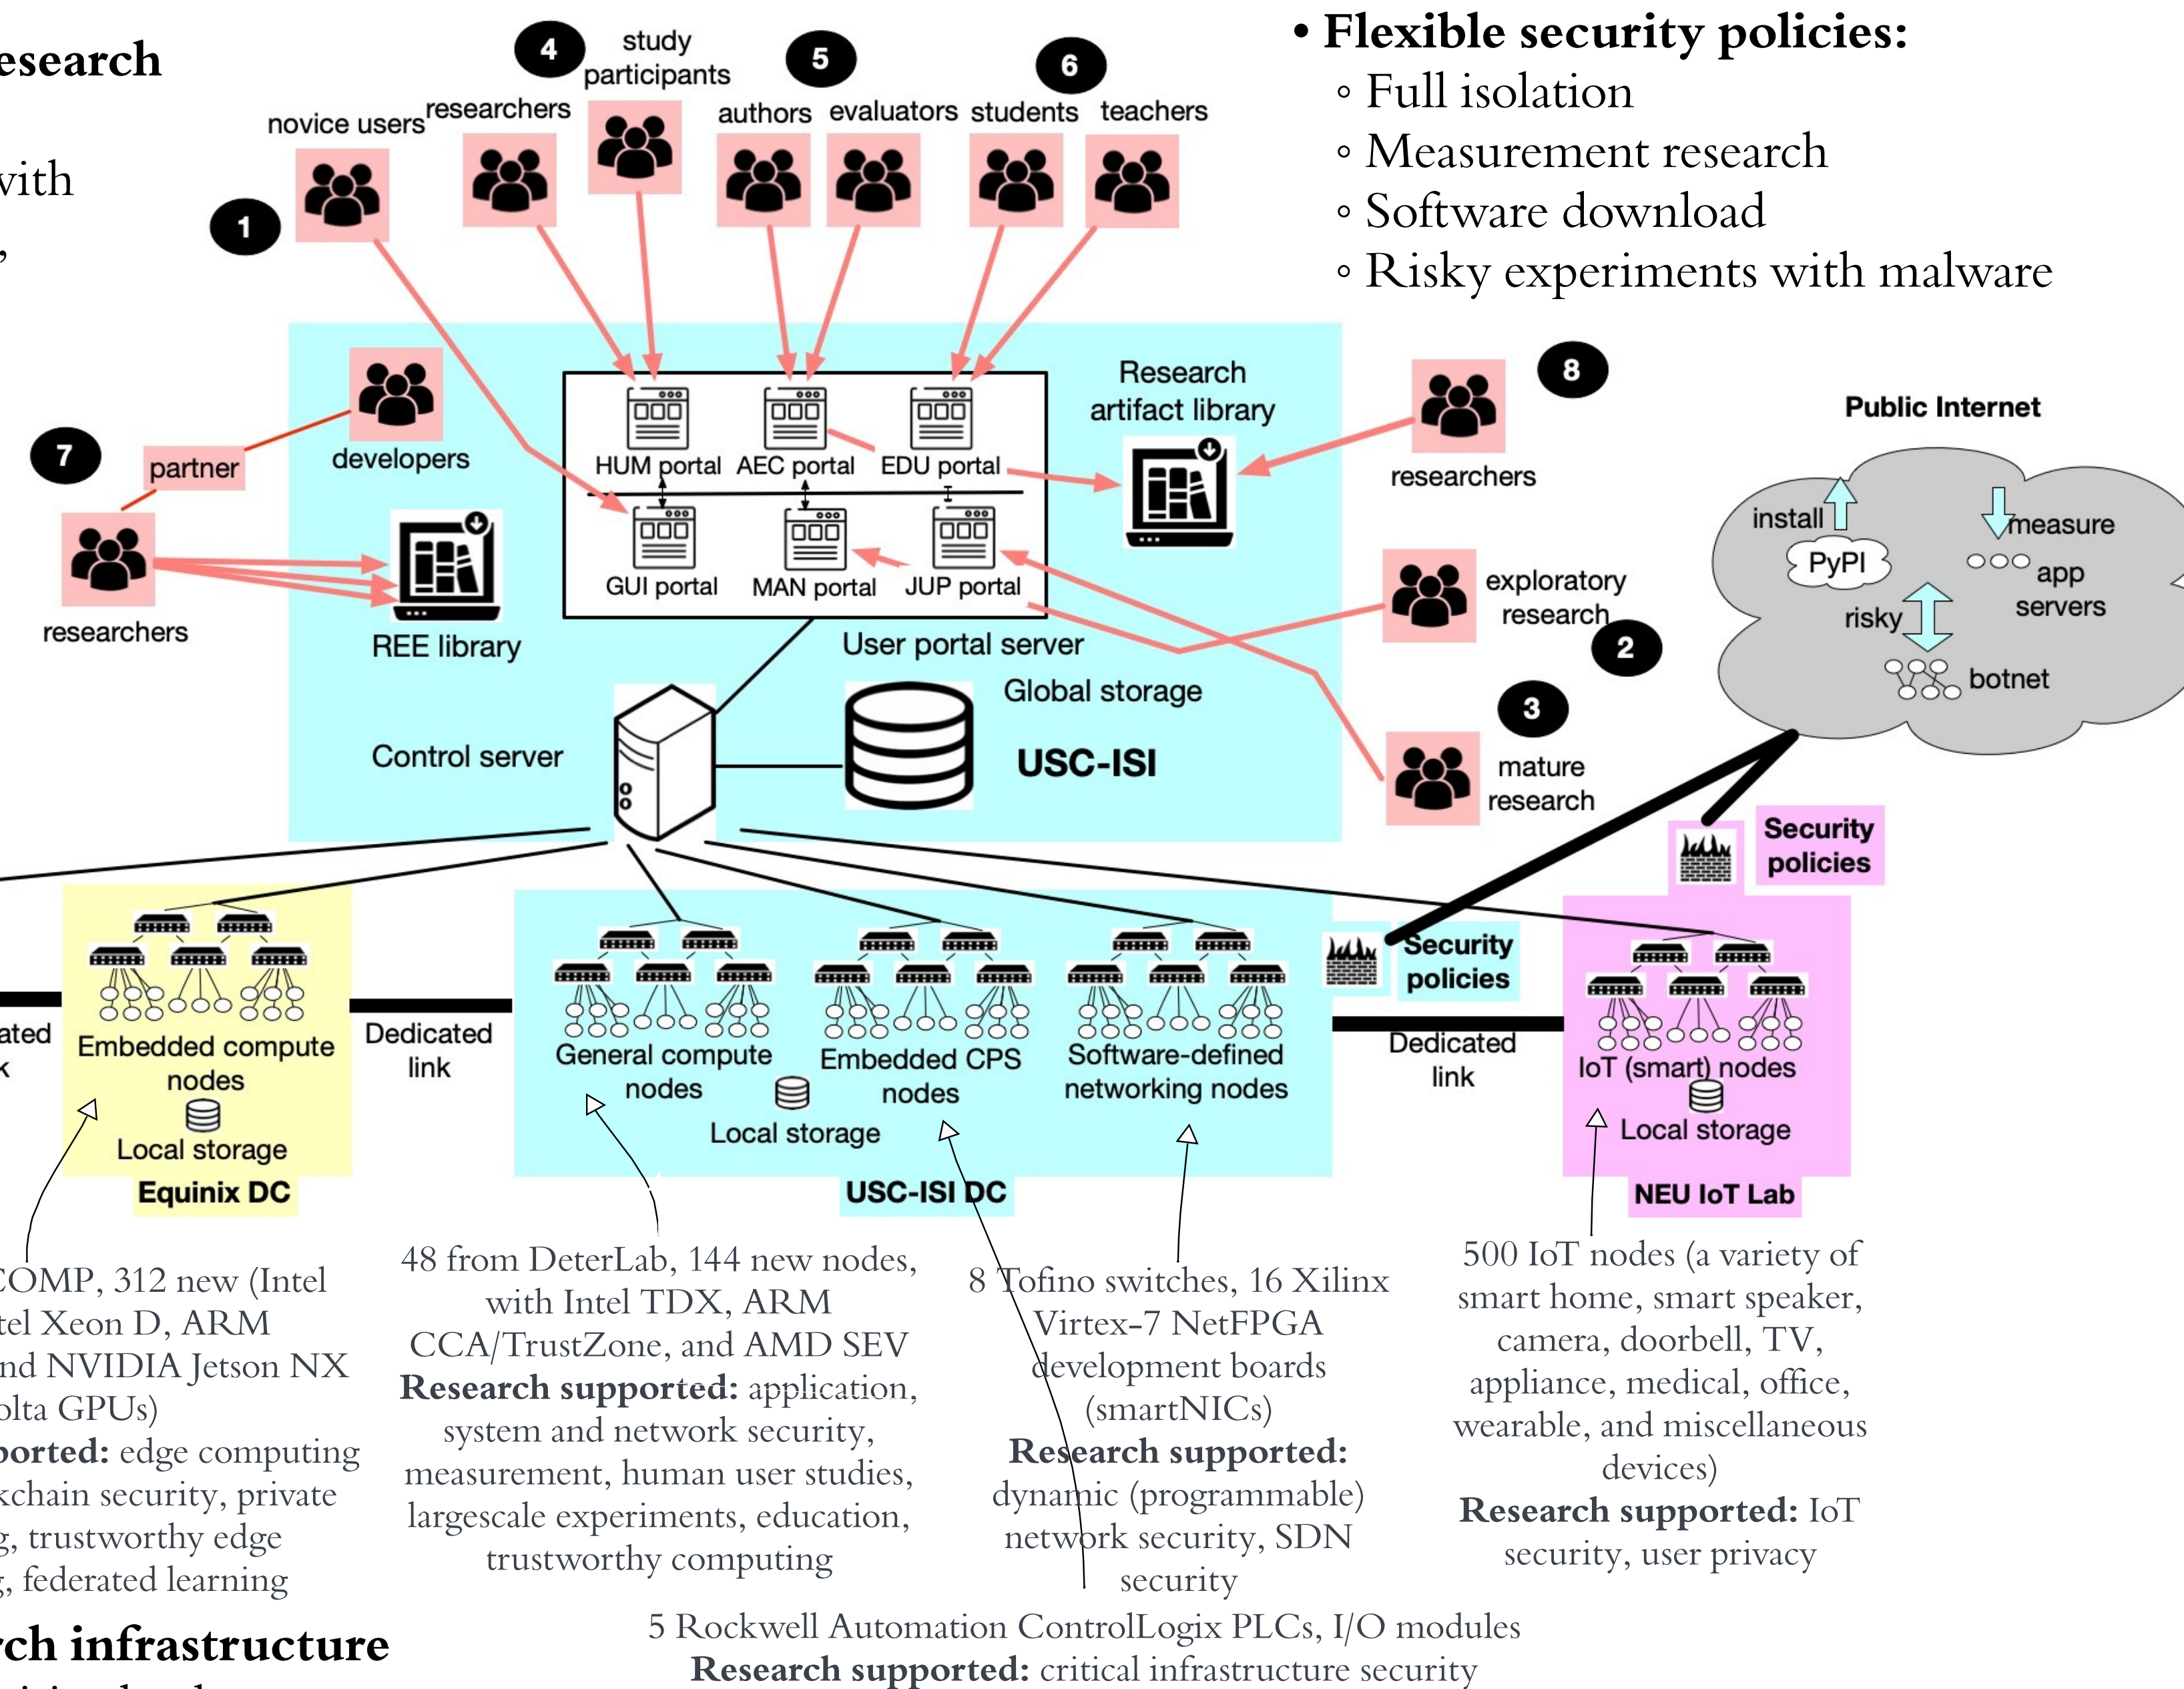 esearch
with
,
• Flexible security policies:
◦ Full isolation
◦ Measurement research
◦ Software download
◦ Risky experiments with malware
4
study
participants
5
6
novice users
researchers
authors
evaluators
students
teachers
1
8
7
partner
developers
researchers
REE library
HUM portal
AEC portal
EDU portal
GUI portal
MAN portal
JUP portal
User portal server
Research
artifact library
researchers
exploratory
research
2
3
mature
research
Control server
Global storage
USC-ISI
Public Internet
install
PyPI
measure
app
servers
risky
botnet
Security
policies
Security
policies
Dedicated
link
Dedicated
link
ated
k
Embedded compute
nodes
Local storage
Equinix DC
General compute
nodes
Embedded CPS
nodes
Software-defined
networking nodes
Local storage
USC-ISI DC
IoT (smart) nodes
Local storage
NEU IoT Lab
COMP, 312 new (Intel
tel Xeon D, ARM
nd NVIDIA Jetson NX
olta GPUs)
ported: edge computing
kchain security, private
g, trustworthy edge
g, federated learning
48 from DeterLab, 144 new nodes,
with Intel TDX, ARM
CCA/TrustZone, and AMD SEV
Research supported: application,
system and network security,
measurement, human user studies,
largescale experiments, education,
trustworthy computing
8 Tofino switches, 16 Xilinx
Virtex-7 NetFPGA
development boards
(smartNICs)
Research supported:
dynamic (programmable)
network security, SDN
security
500 IoT nodes (a variety of
smart home, smart speaker,
camera, doorbell, TV,
appliance, medical, office,
wearable, and miscellaneous
devices)
Research supported: IoT
security, user privacy
5 Rockwell Automation ControlLogix PLCs, I/O modules
Research supported: critical infrastructure security
rch infrastructure